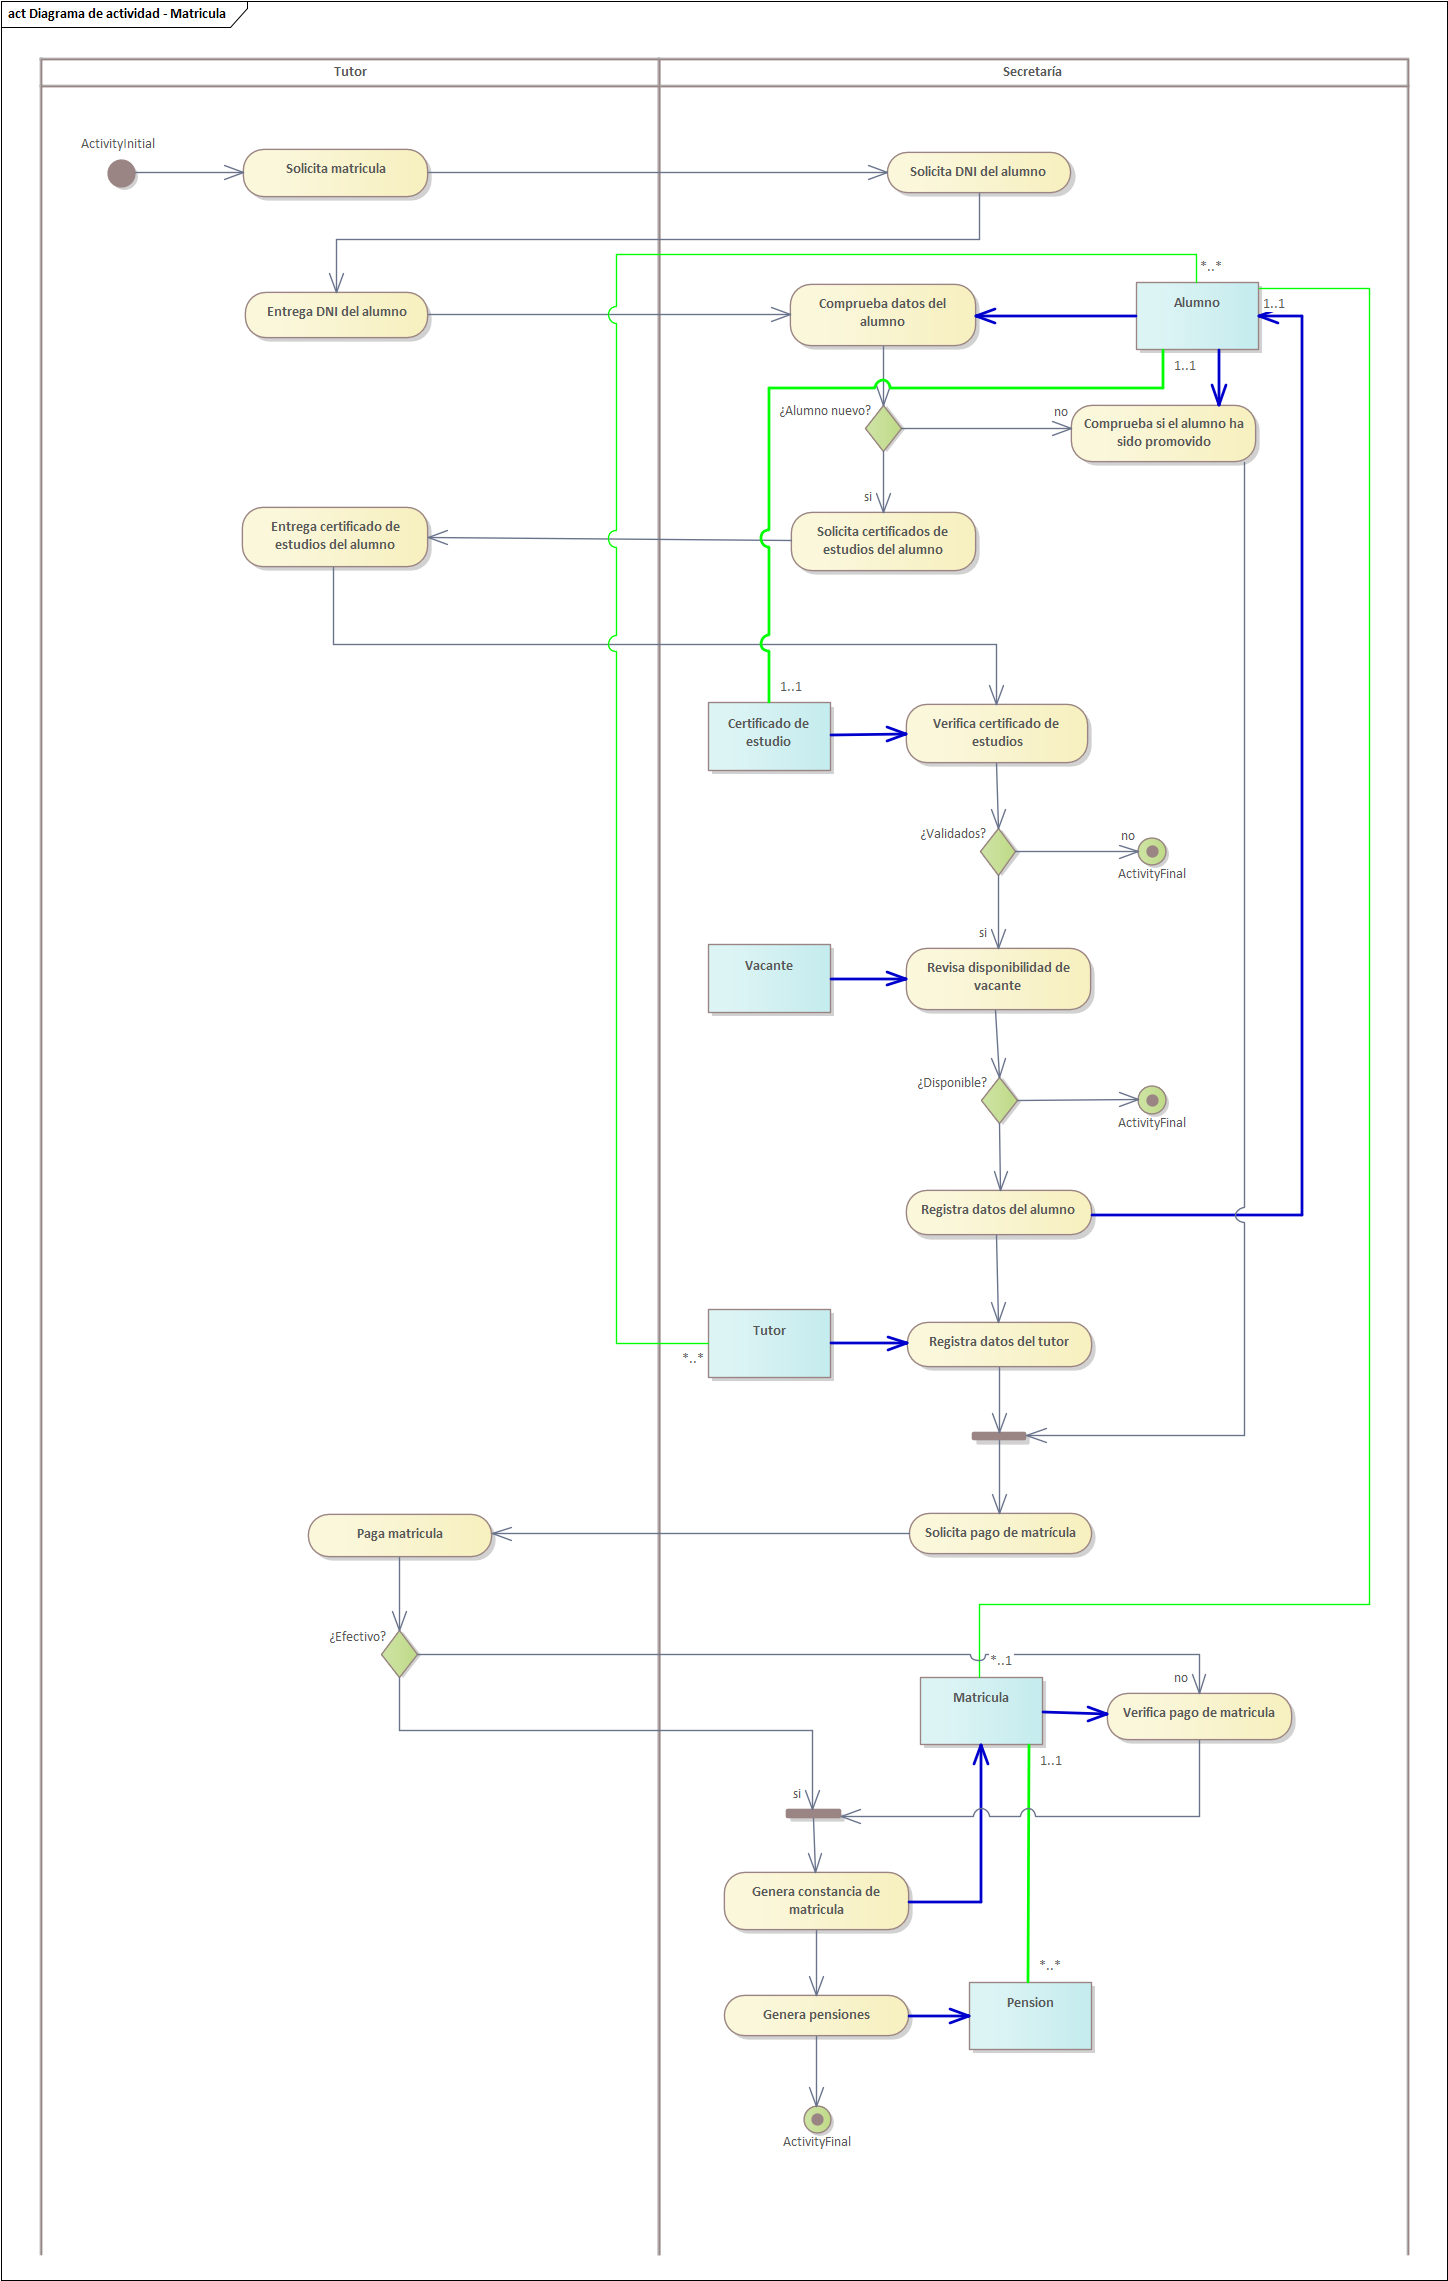 act Diagrama de actividad - Matricula
Tutor
Secretaría
ActivityInitial
Solicita matricula
Solicita DNI del alumno
*..*
Entrega DNI del alumno
Comprueba datos del
alumno
Alumno
1..1
1..1
¿Alumno nuevo?
no
Comprueba si el alumno ha
sido promovido
si
Entrega certificado de
estudios del alumno
Solicita certificados de
estudios del alumno
1..1
Certificado de
estudio
Verifica certificado de
estudios
¿Validados?
no
ActivityFinal
si
Vacante
Revisa disponibilidad de
vacante
¿Disponible?
ActivityFinal
Registra datos del alumno
Tutor
*..*
Registra datos del tutor
Paga matricula
Solicita pago de matrícula
¿Efectivo?
*..1
no
Matricula
Verifica pago de matricula
1..1
si
Genera constancia de
matricula
*..*
Genera pensiones
Pension
ActivityFinal